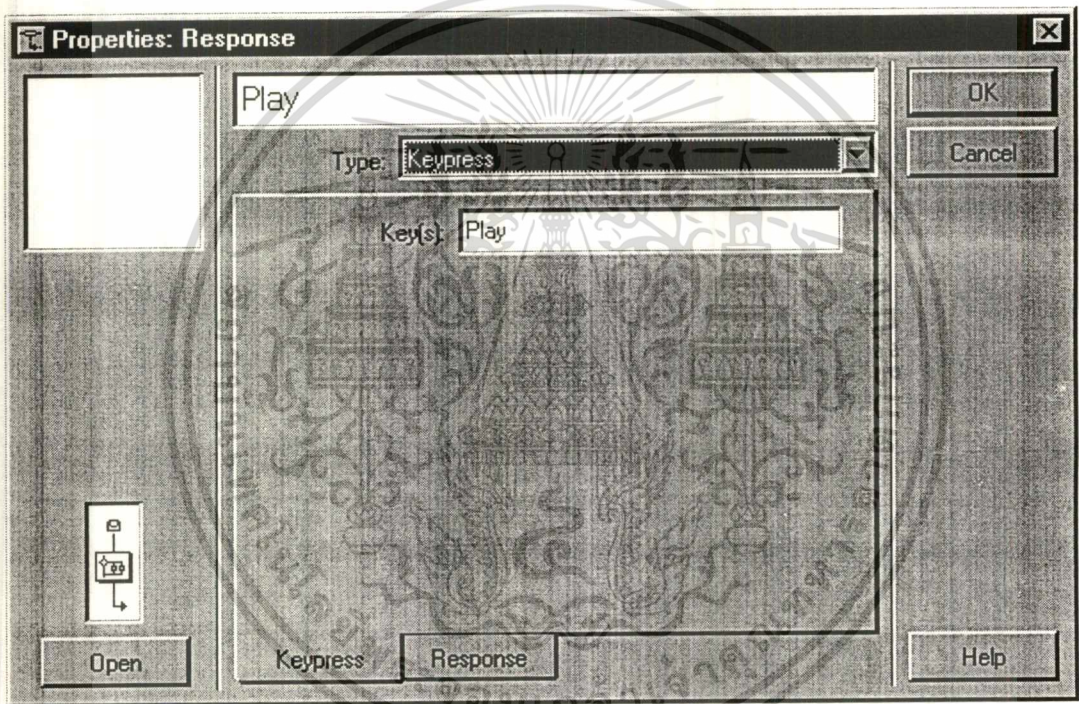 Properties: Response
Play
OK
Type: Keypress
Cancel
Key(s): Play
Open
Keypress
Response
Help